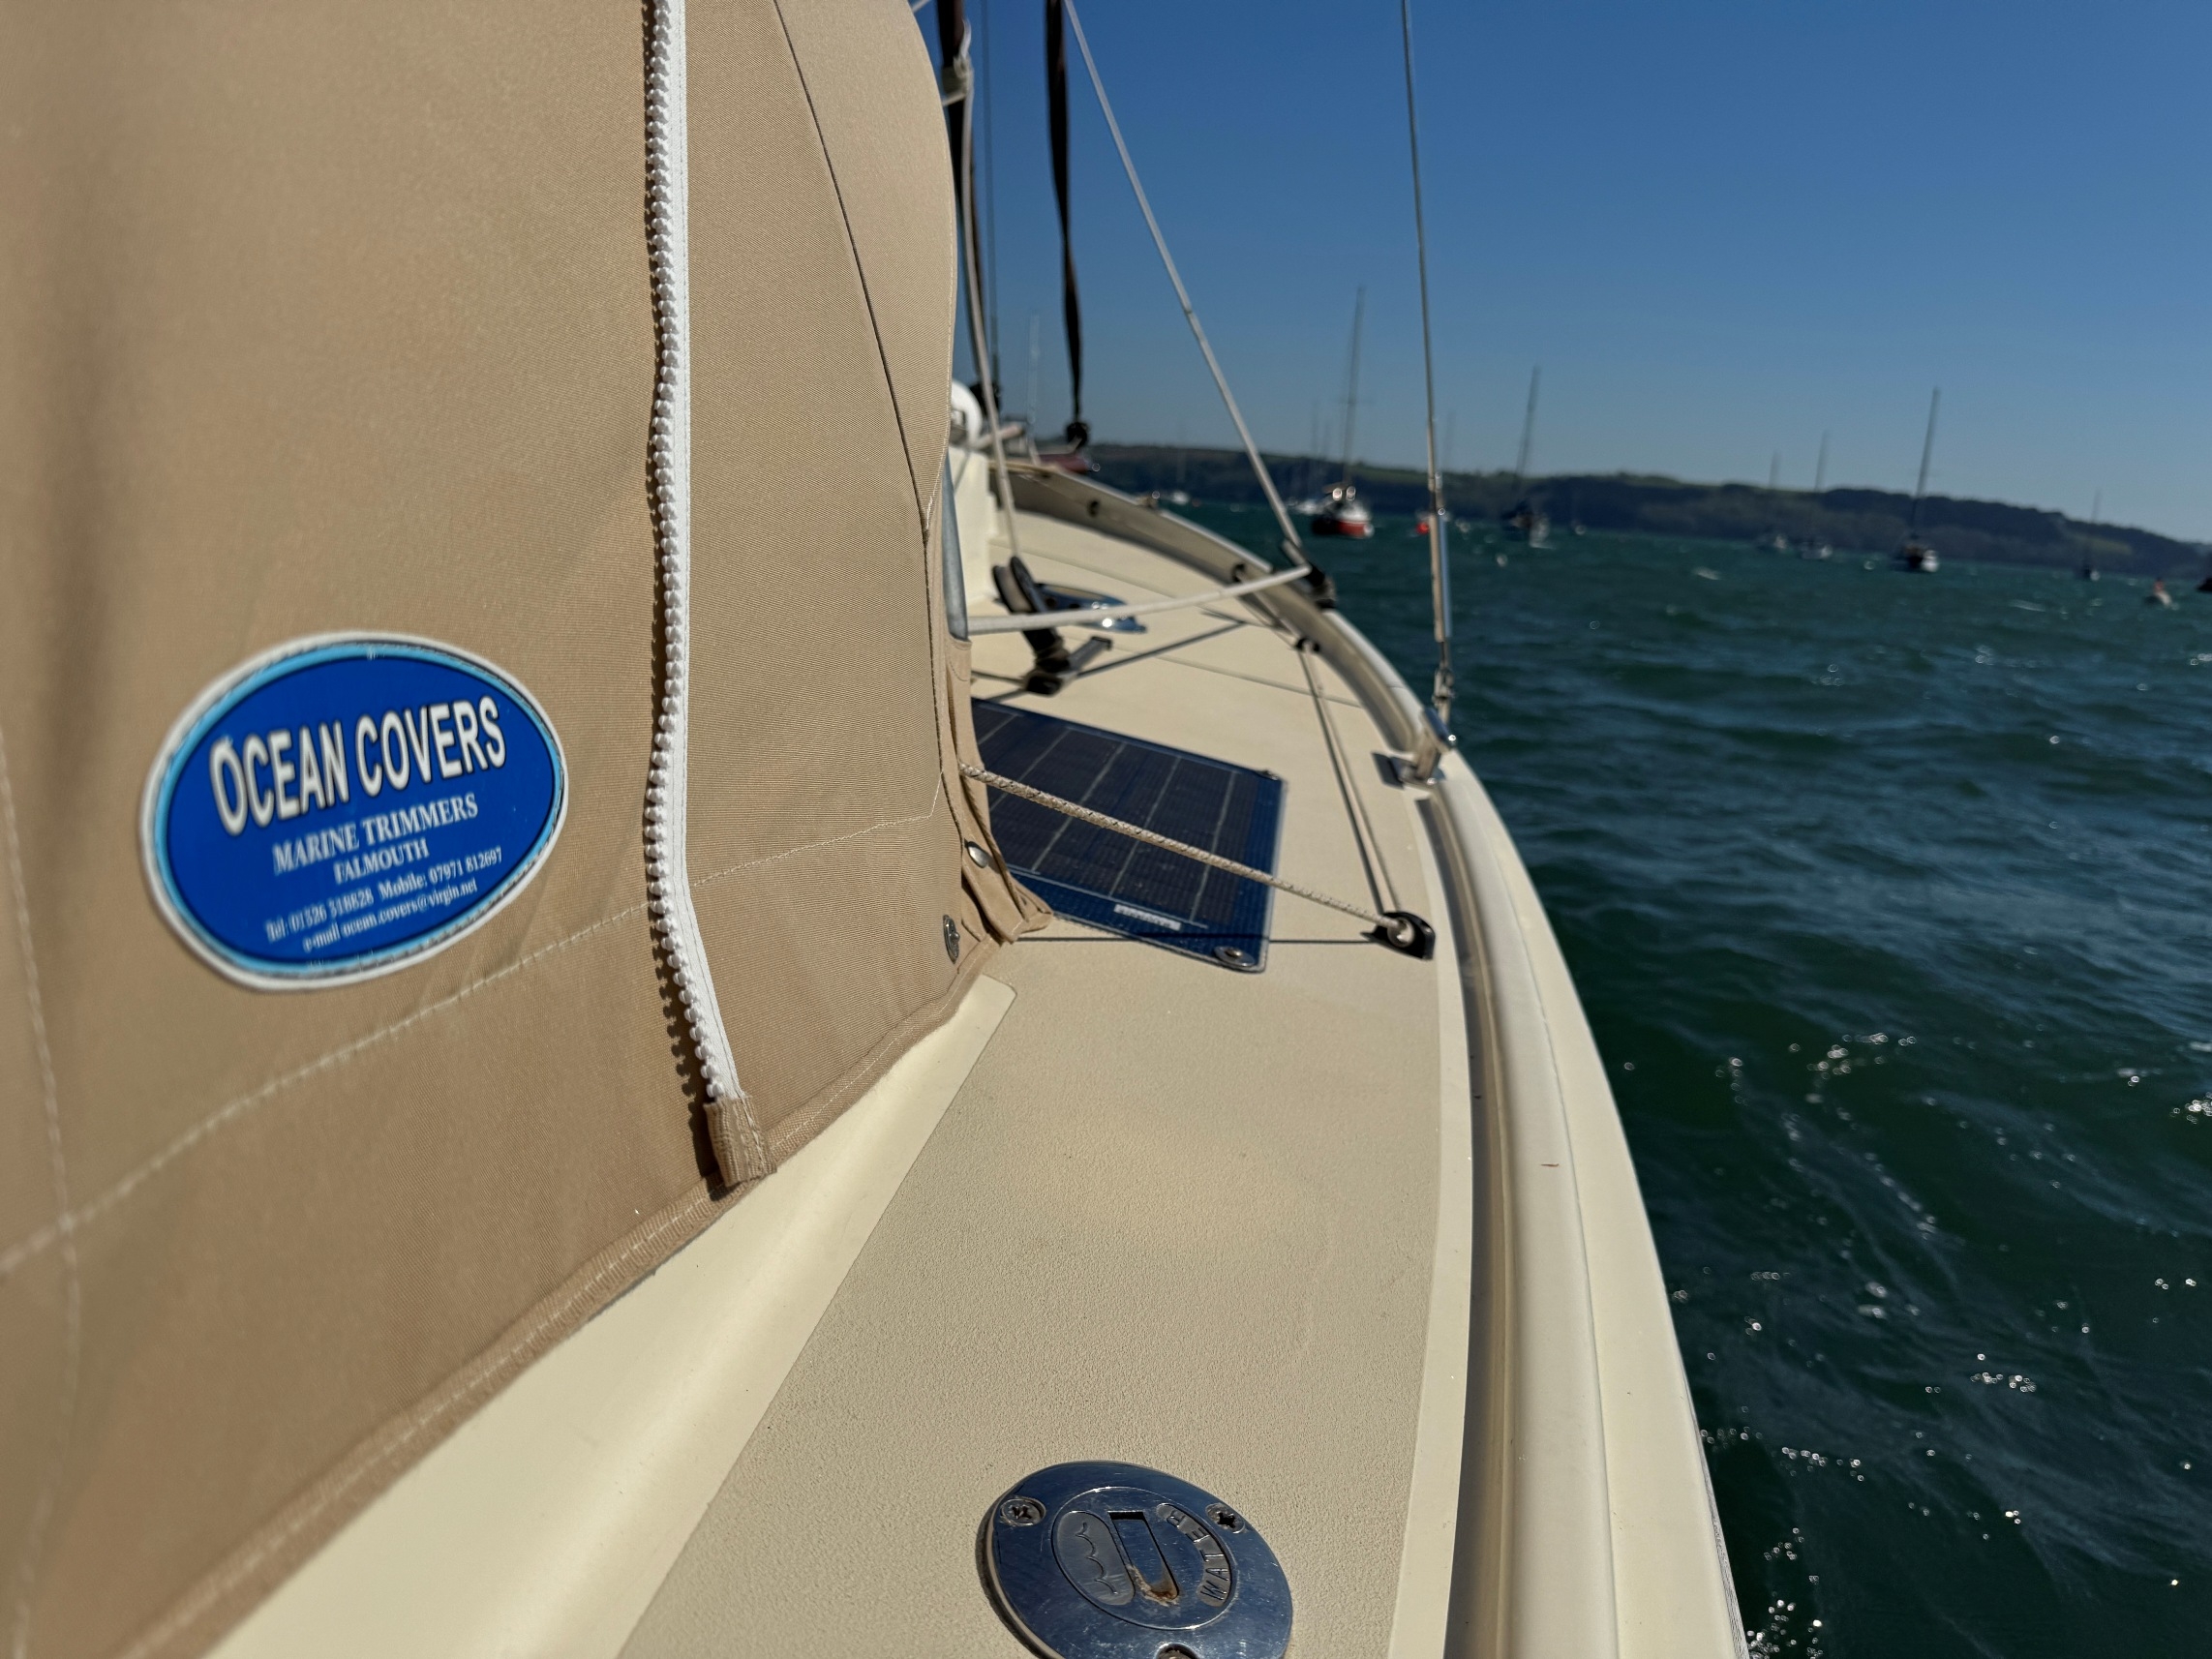 OCEAN COVERS
MARINE TRIMMERS
FALMOUTH
Tel: 01326 318828 Mobile: 07971 812697
e-mail ocean.covers@virgin.net
WATER